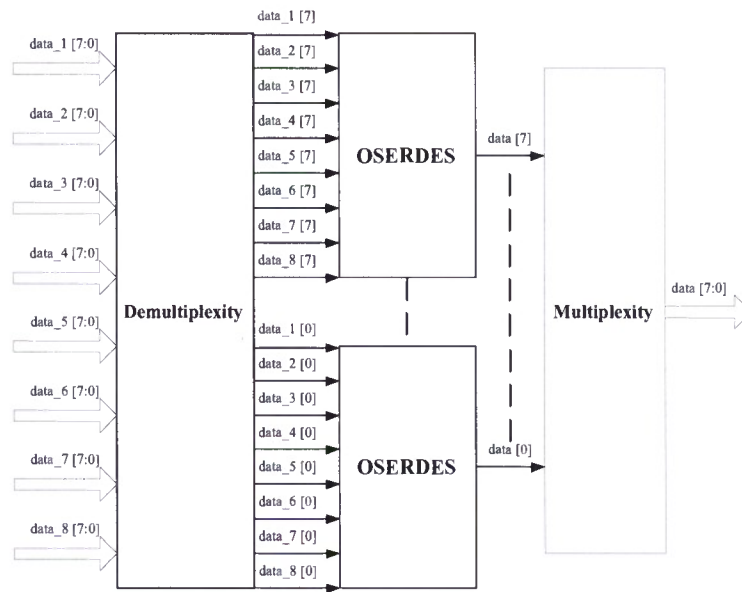 data_1 [7:0]
data_2 [7:0]
data_3 [7:0]
data_4 [7:0]
data_5 [7:0]
data_6 [7:0]
data_7 [7:0]
data_8 [7:0]
Demultiplexity
data_1 [7]
data_2 [7]
data_3 [7]
data_4 [7]
data_5 [7]
data_6 [7]
data_7 [7]
data_8 [7]
data_1 [0]
data_2 [0]
data_3 [0]
data_4 [0]
data_5 [0]
data_6 [0]
data_7 [0]
data_8 [0]
OSERDES
OSERDES
data [7]
data [0]
Multiplexity
data [7:0]